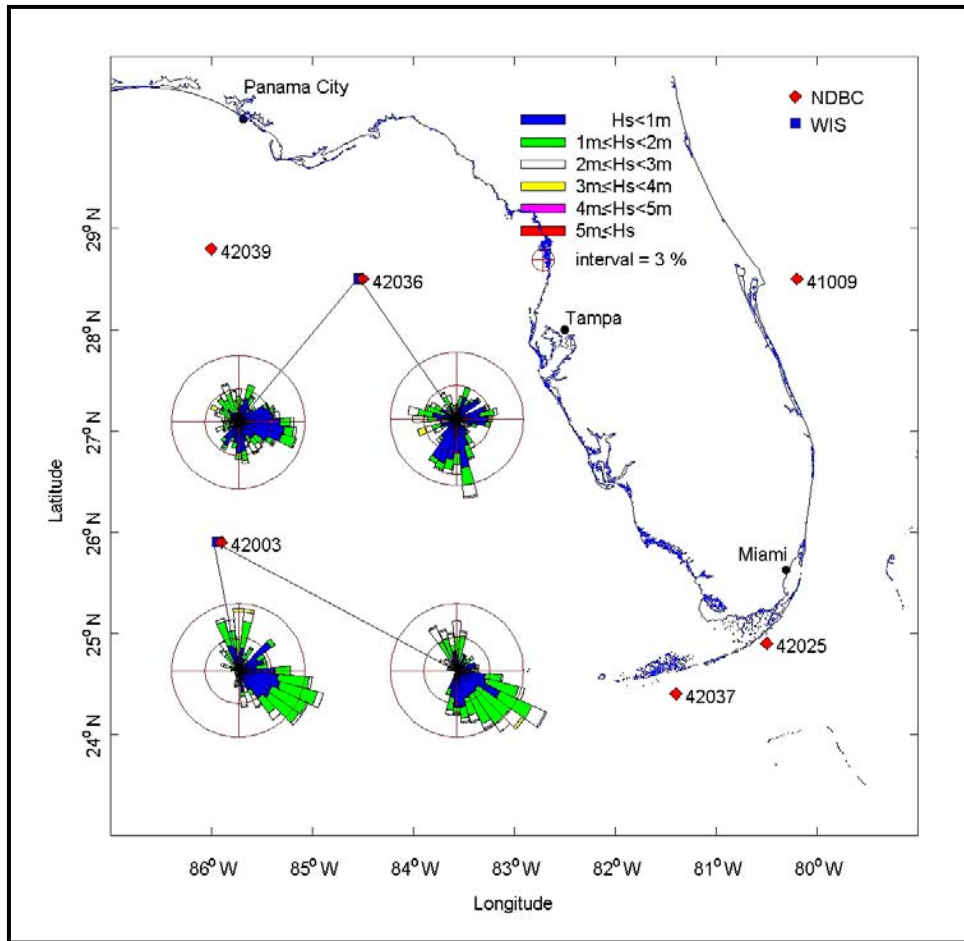 Panama City
NDBC
WIS
Hs<1m
1m≤Hs<2m
2m≤Hs<3m
3m≤Hs<4m
4m≤Hs<5m
5m≤Hs
interval = 3 %
42039
42036
41009
Tampa
42003
Miami
42025
42037
29° N
28° N
27° N
26° N
25° N
24° N
Latitude
86° W
85° W
84° W
83° W
82° W
81° W
80° W
Longitude